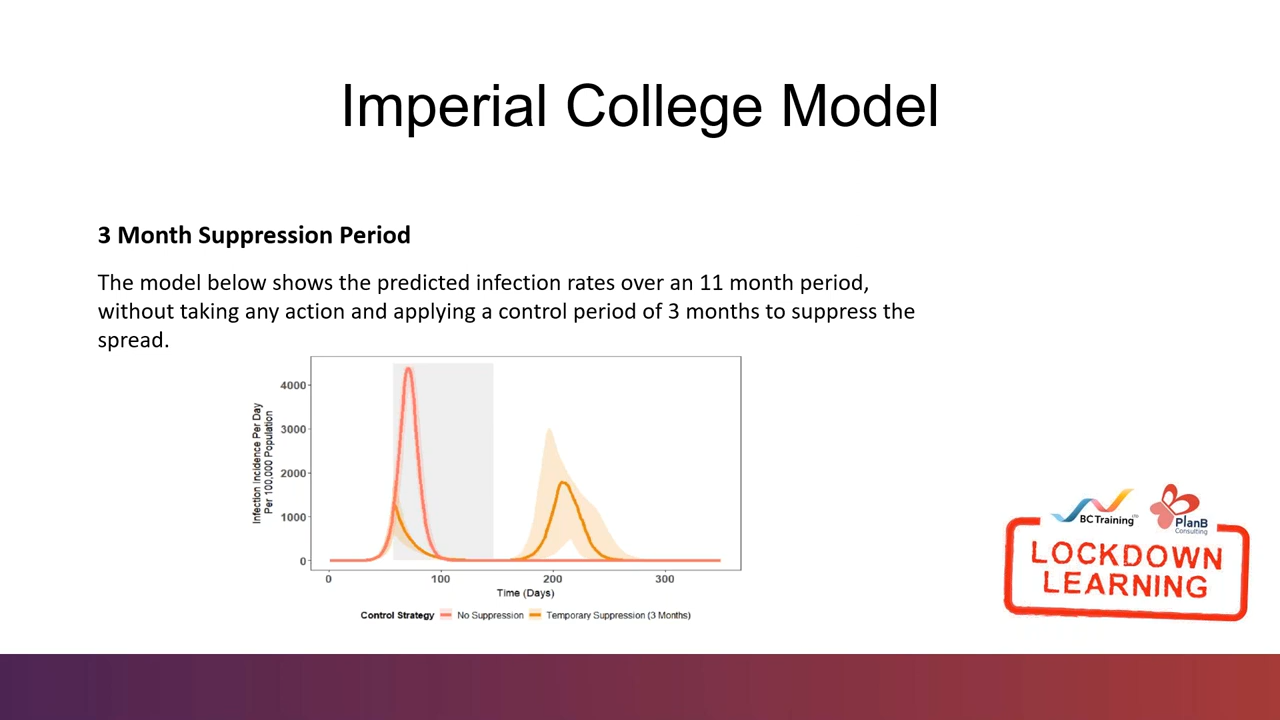 Imperial College Model
3 Month Suppression Period
The model below shows the predicted infection rates over an 11 month period,
without taking any action and applying a control period of 3 months to suppress the
spread.
Infection Incidence Per Day
Per 100,000 Population
4000
3000
2000
1000
0
0
100
200
300
Time (Days)
Control Strategy No Suppression Temporary Suppression (3 Months)
BC Training LTD
PlanB
Consulting
LOCKDOWN
LEARNING